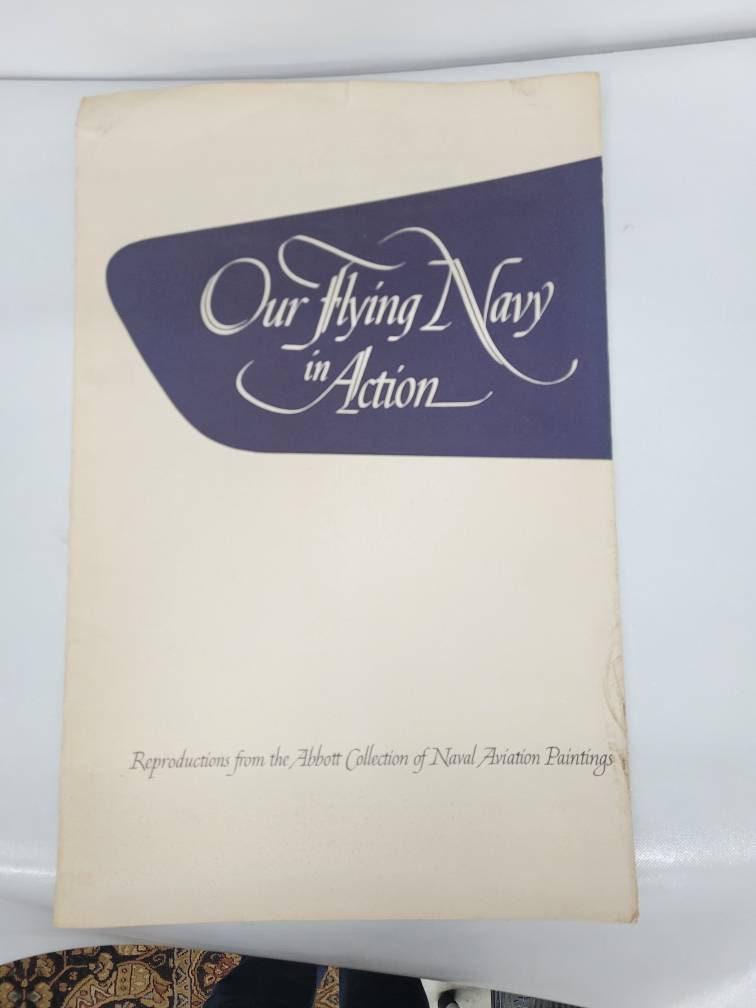 Our Flying Navy
in Action
Reproductions from the Abbott Collection of Naval Aviation Paintings